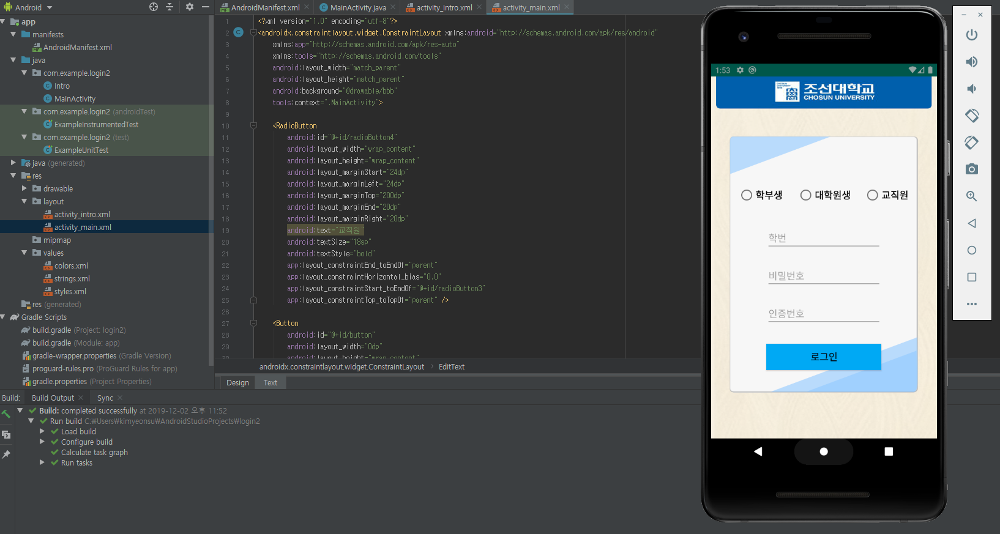 Android
app
manifests
AndroidManifest.xml
java
com.example.login2
Intro
MainActivity
com.example.login2 (androidTest)
ExampleInstrumentedTest
com.example.login2 (test)
ExampleUnitTest
java (generated)
res
drawable
layout
activity_intro.xml
activity_main.xml
mipmap
values
colors.xml
strings.xml
styles.xml
res (generated)
Gradle Scripts
build.gradle (Project: login2)
build.gradle (Module: app)
gradle-wrapper.properties (Gradle Version)
proguard-rules.pro (ProGuard Rules for app)
gradle.properties (Project Properties)
AndroidManifest.xml
MainActivity.java
activity_intro.xml
activity_main.xml
1 <?xml version="1.0" encoding="utf-8"?>
2 <androidx.constraintlayout.widget.ConstraintLayout xmlns:android="http://schemas.android.com/apk/res/android"
3 xmlns:app="http://schemas.android.com/apk/res-auto"
4 xmlns:tools="http://schemas.android.com/tools"
5 android:layout_width="match_parent"
6 android:layout_height="match_parent"
7 android:background="@drawable/bbb"
8 tools:context=".MainActivity">
9
10 <RadioButton
11 android:id="@+id/radioButton4"
12 android:layout_width="wrap_content"
13 android:layout_height="wrap_content"
14 android:layout_marginStart="24dp"
15 android:layout_marginLeft="24dp"
16 android:layout_marginTop="200dp"
17 android:layout_marginEnd="20dp"
18 android:layout_marginRight="20dp"
19 android:text="교직원"
20 android:textSize="18sp"
21 android:textStyle="bold"
22 app:layout_constraintEnd_toEndOf="parent"
23 app:layout_constraintHorizontal_bias="0.0"
24 app:layout_constraintStart_toEndOf="@+id/radioButton3"
25 app:layout_constraintTop_toTopOf="parent" />
26
27 <Button
28 android:id="@+id/button"
29 android:layout_width="0dp"
30 android:layout_height="wrap_content"
androidx.constraintlayout.widget.ConstraintLayout › EditText
Design Text
Build: Build Output Sync
Build: completed successfully at 2019-12-02 오후 11:52
Run build C:₩Users₩kimyeonsu₩AndroidStudioProjects₩login2
Load build
Configure build
Calculate task graph
Run tasks
1:53
조선대학교
CHOSUN UNIVERSITY
학부생 대학원생 교직원
학번
비밀번호
인증번호
로그인